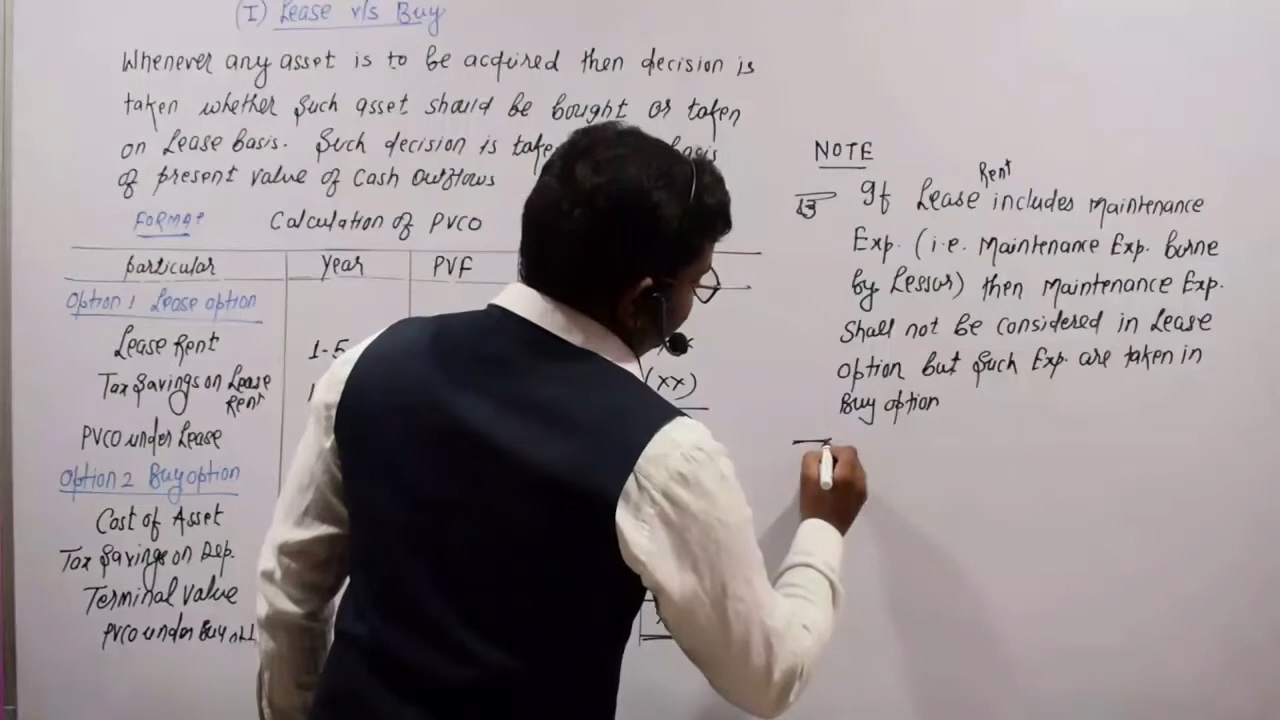 (I) Lease v/s Buy
Whenever any asset is to be acquired then decision is
taken whether such asset should be bought or taken
on Lease Basis. Such decision is
of present value of Cash Outflows
FORMAT Calculation of PVCO
particular year PVF
Option 1 Lease option
Lease Rent 1-5
Tax Savings on Lease Rent (xx)
PVCO under Lease
Option 2 Buy option
Cost of Asset
Tax Savings on Dep.
Terminal Value
PVCO under Buy
NOTE
If Lease Rent includes Maintenance
Exp. (i.e. Maintenance Exp. borne
by Lessor) then Maintenance Exp.
Shall not be considered in Lease
option but Such Exp. are taken in
Buy option